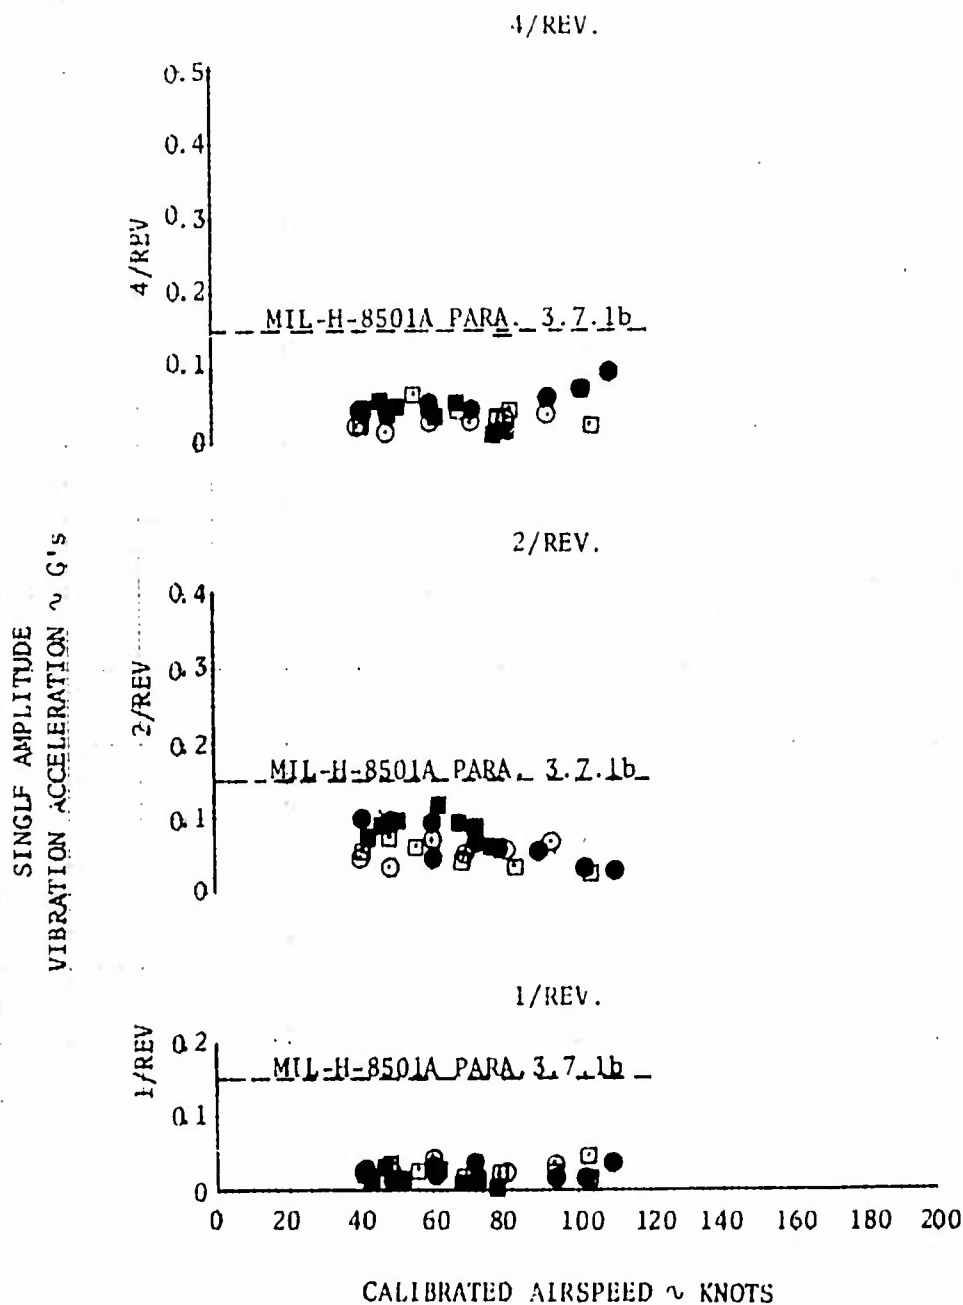 4/REV.
0.5
0.4
0.3
0.2
0.1
0
4/REV
MIL-H-8501A PARA. 3.7.1b
2/REV.
0.4
0.3
0.2
0.1
0
2/REV
MIL-H-8501A PARA. 3.7.1b
SINGLE AMPLITUDE
VIBRATION ACCELERATION ~ G's
1/REV.
0.2
0.1
0
1/REV
MIL-H-8501A PARA. 3.7.1b
0 20 40 60 80 100 120 140 160 180 200
CALIBRATED AIRSPEED ~ KNOTS